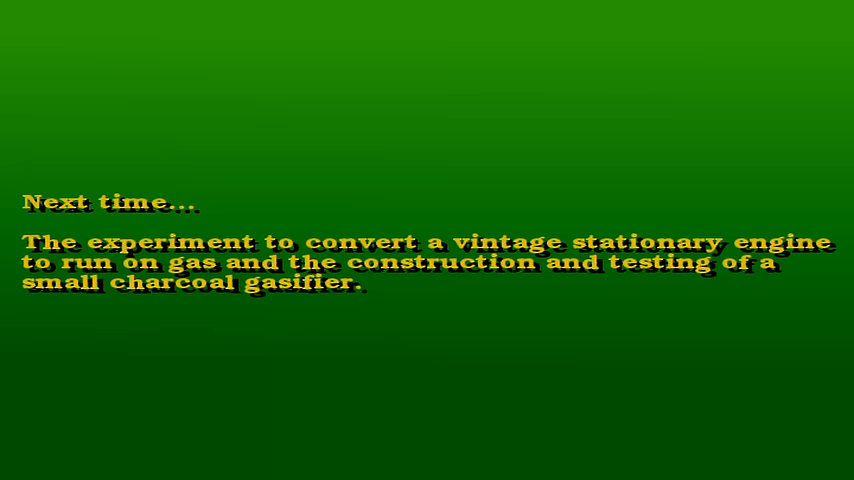 Next time...
The experiment to convert a vintage stationary engine
to run on gas and the construction and testing of a
small charcoal gasifier.